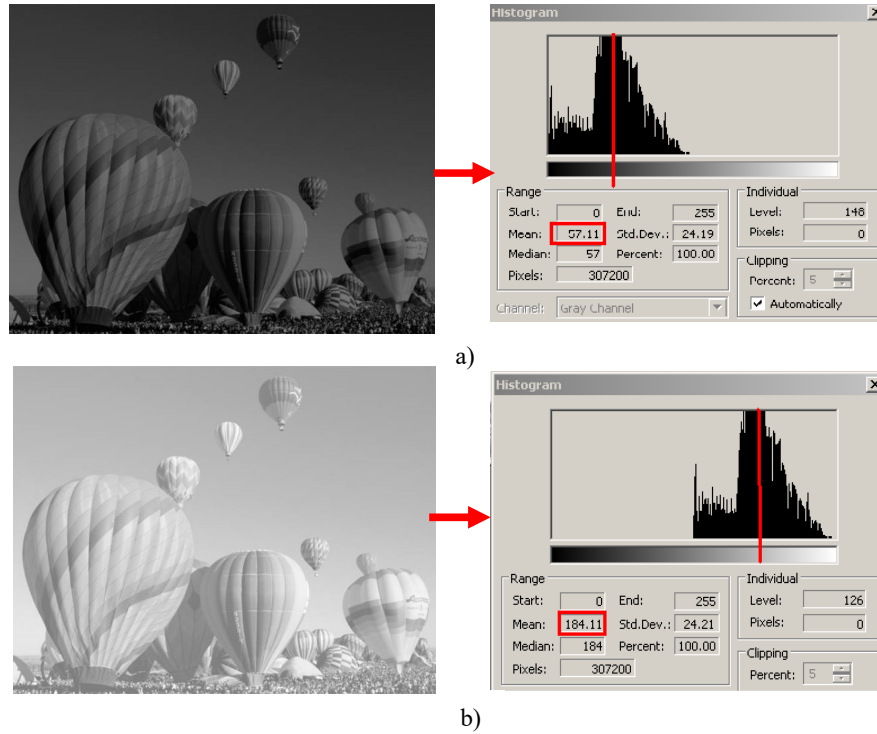 Histogram
X
Range
Individual
Start: 0 End: 255
Level: 148
Mean: 57.11 Std.Dev.: 24.19
Pixels: 0
Median: 57 Percent: 100.00
Clipping
Pixels: 307200
Percent: 5
Channel: Gray Channel
Automatically
a)
Histogram
X
Range
Individual
Start: 0 End: 255
Level: 126
Mean: 184.11 Std.Dev.: 24.21
Pixels: 0
Median: 184 Percent: 100.00
Clipping
Pixels: 307200
Percent: 5
b)